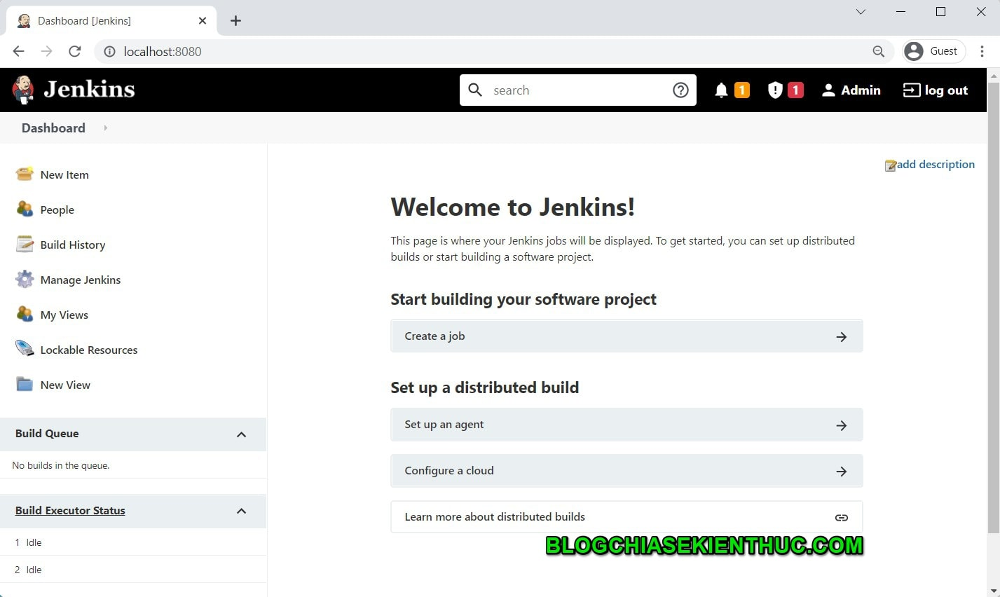 Dashboard [Jenkins]
localhost:8080
Guest
Jenkins
search
1
1
Admin
log out
Dashboard
New Item
People
Build History
Manage Jenkins
My Views
Lockable Resources
New View
Build Queue
No builds in the queue.
Build Executor Status
1 Idle
2 Idle
add description
Welcome to Jenkins!
This page is where your Jenkins jobs will be displayed. To get started, you can set up distributed
builds or start building a software project.
Start building your software project
Create a job
Set up a distributed build
Set up an agent
Configure a cloud
Learn more about distributed builds
BLOGCHIASEKIENTHUC.COM